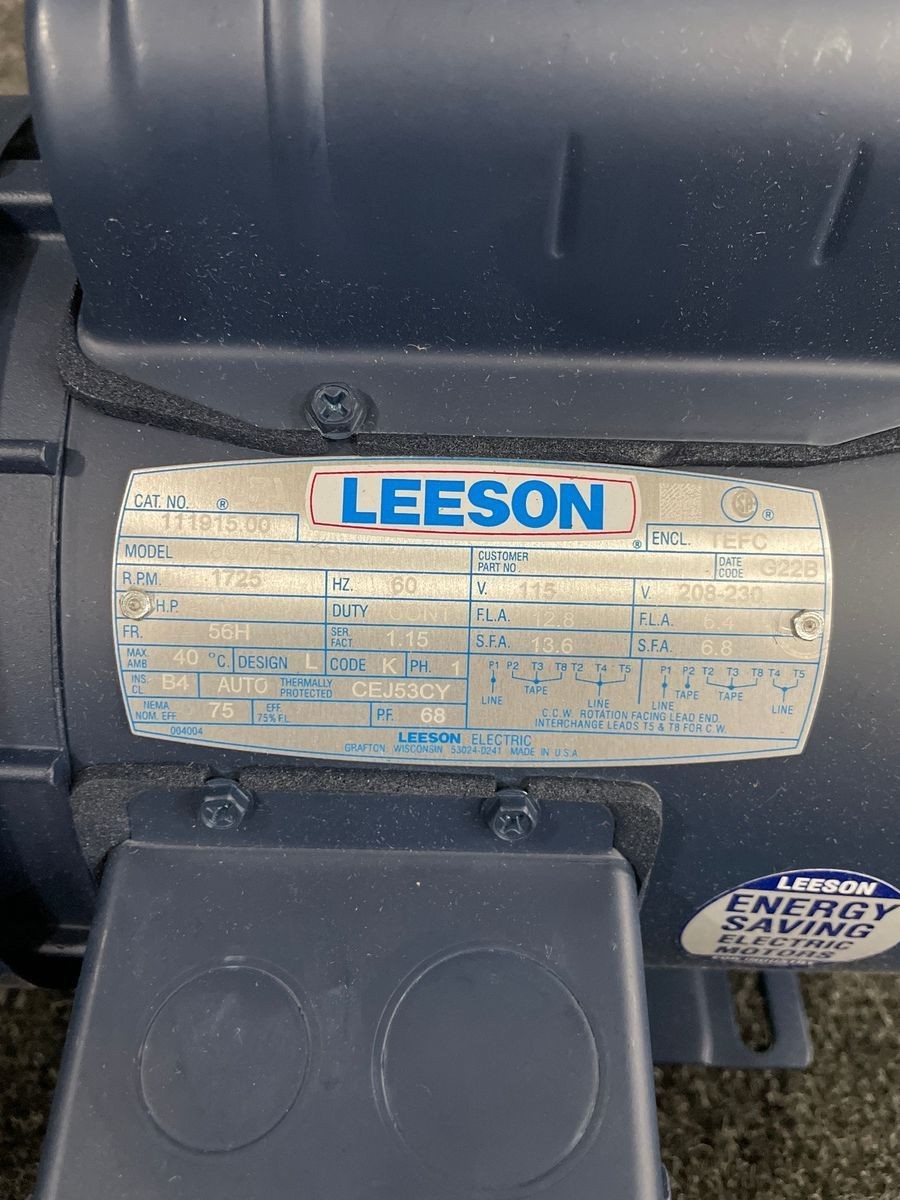 LEESON ®
CAT. NO. ® 111915.00
ENCL. TEFC
MODEL
CUSTOMER PART NO.
DATE CODE G22B
R.P.M. 1725 HZ. 60 V. 115 V. 208-230
H.P. DUTY CONT F.L.A. 12.8 F.L.A. 6.4
FR. 56H SER. FACT 1.15 S.F.A. 13.6 S.F.A. 6.8
MAX. AMB 40 °C. DESIGN L CODE K PH. 1
INS. CL B4 AUTO THERMALLY PROTECTED CEJ53CY
NEMA NOM. EFF. 75 EFF. 75% F.L. P.F. 68
P1 P2 T3 T8 T2 T4 T5
TAPE
LINE LINE
P1 P2 T2 T3 T8 T4 T5
TAPE TAPE
LINE LINE
C.C.W. ROTATION FACING LEAD END.
INTERCHANGE LEADS T5 & T8 FOR C.W.
004004
LEESON ELECTRIC
GRAFTON, WISCONSIN 53024-0241 MADE IN U.S.A.
LEESON
ENERGY
SAVING
ELECTRIC
MOTORS